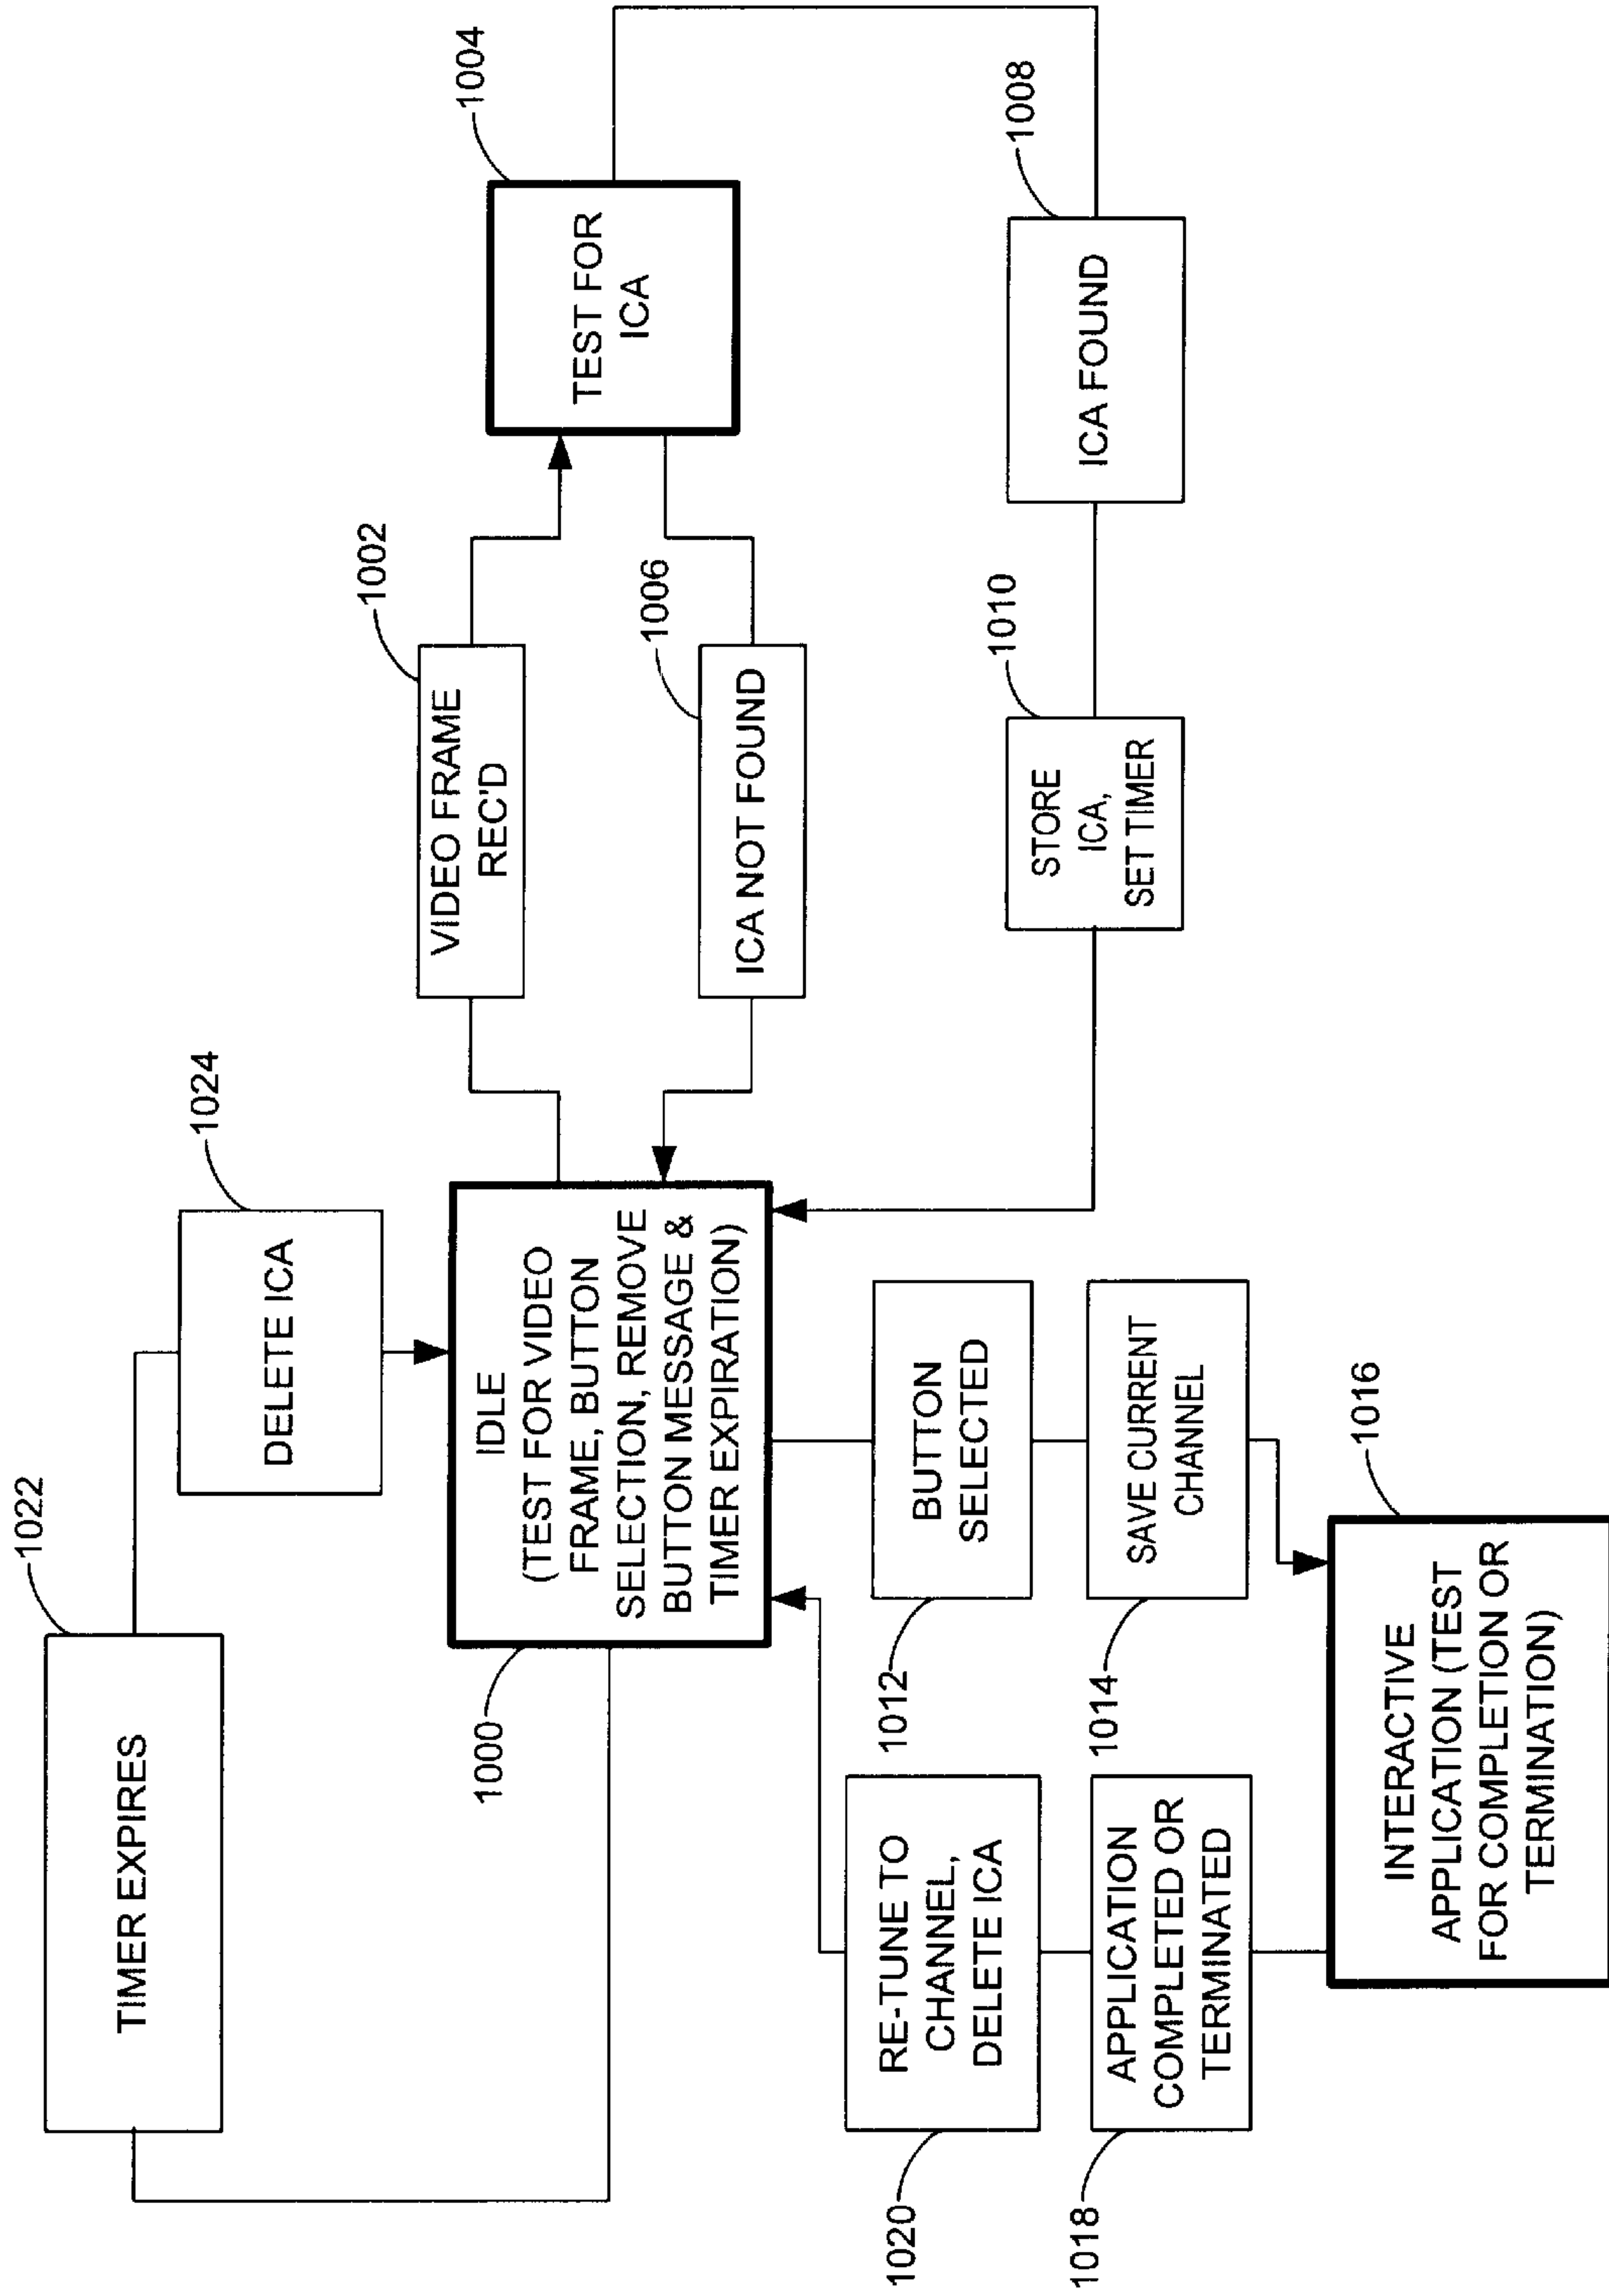 1022
TIMER EXPIRES
1024
DELETE ICA
1000
IDLE
(TEST FOR VIDEO
FRAME, BUTTON
SELECTION, REMOVE
BUTTON MESSAGE &
TIMER EXPIRATION)
1002
VIDEO FRAME
REC'D
1004
TEST FOR
ICA
1006
ICA NOT FOUND
1008
ICA FOUND
1010
STORE
ICA,
SET TIMER
1012
BUTTON
SELECTED
1014
SAVE CURRENT
CHANNEL
1016
INTERACTIVE
APPLICATION (TEST
FOR COMPLETION OR
TERMINATION)
1018
APPLICATION
COMPLETED OR
TERMINATED
1020
RE-TUNE TO
CHANNEL,
DELETE ICA